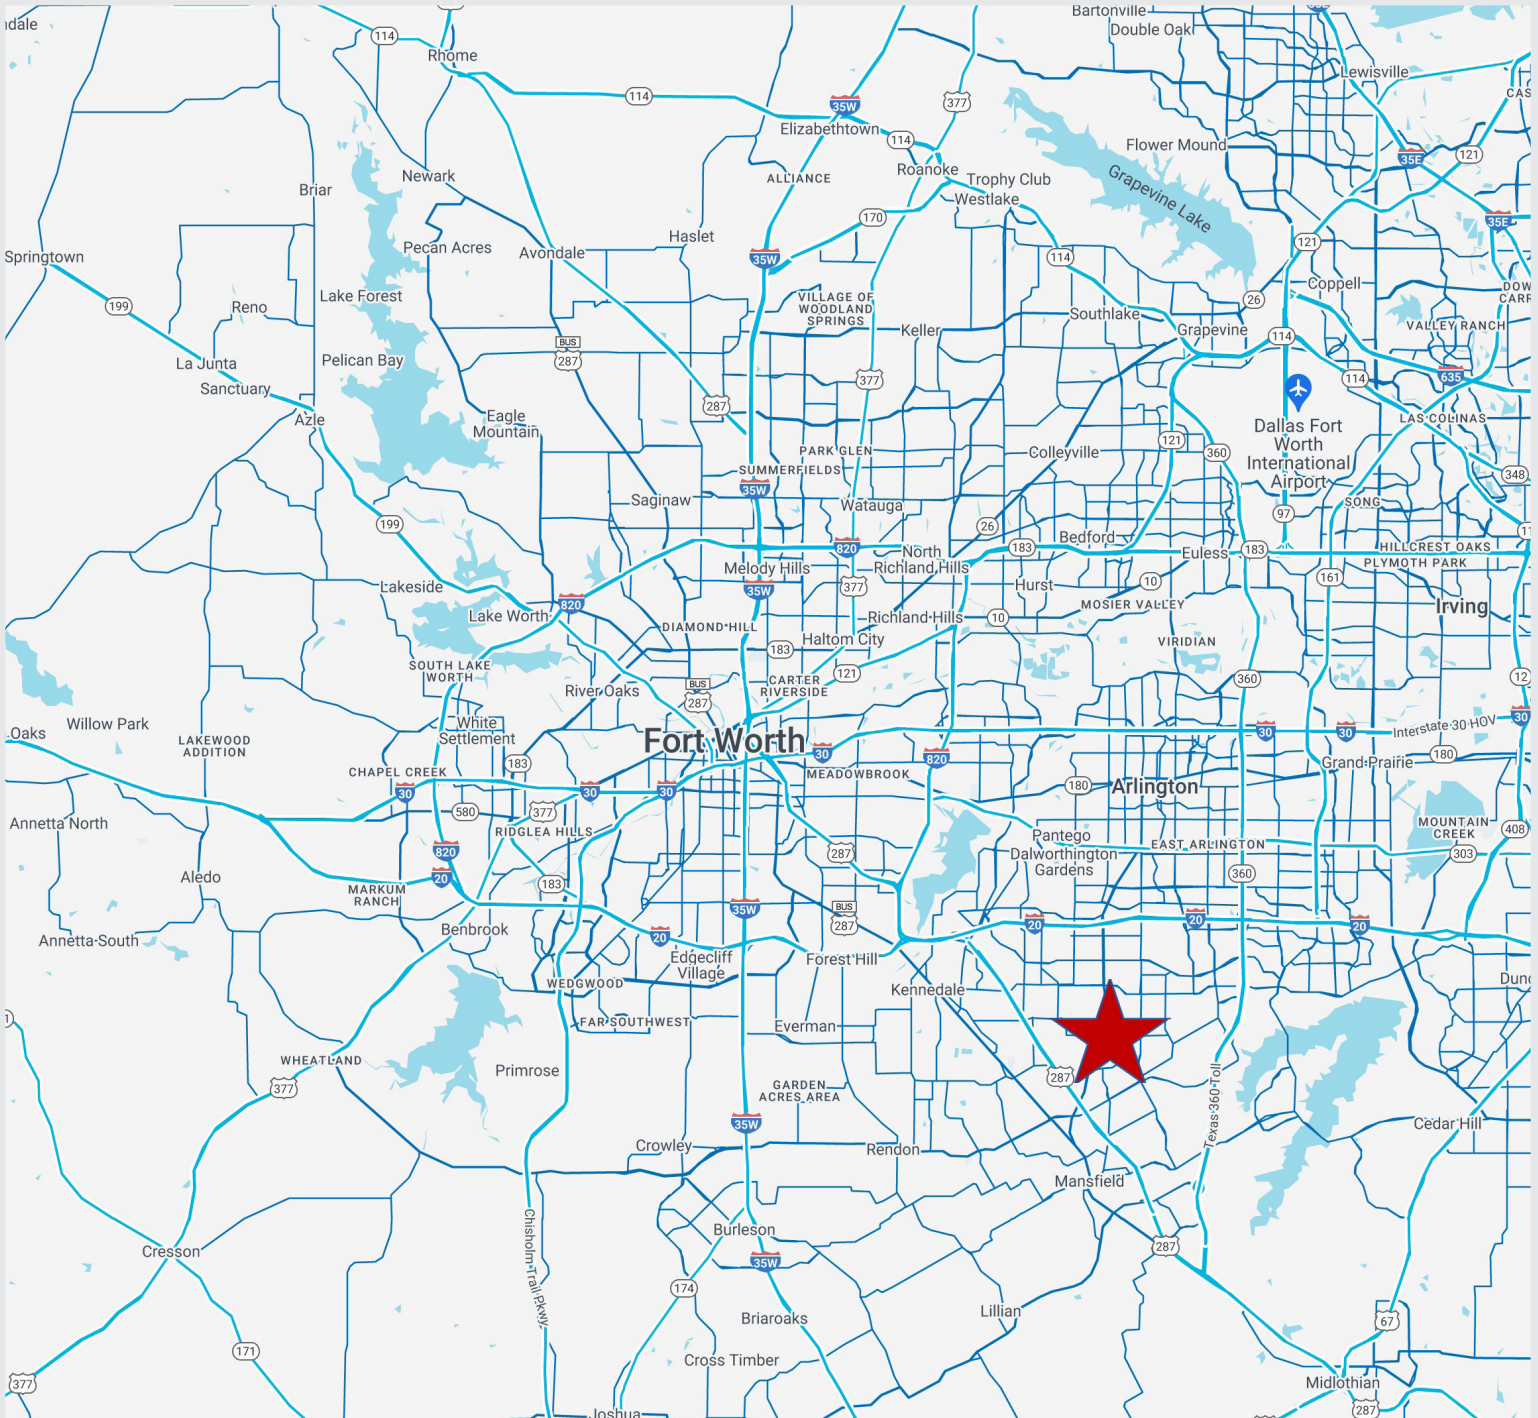 Bartonville
Double Oak
ndale
114
Rhome
Lewisville
CAS
114
35W
377
Elizabethtown
114
Flower Mound
35E
121
Newark
ALLIANCE
Roanoke
Trophy Club
Westlake
Grapevine Lake
Briar
170
35E
Pecan Acres
Avondale
Haslet
35W
121
Springtown
114
Coppell
DOW
CARR
Lake Forest
199
Reno
VILLAGE OF
WOODLAND
SPRINGS
26
Southlake
Keller
Grapevine
VALLEY RANCH
114
BUS
287
La Junta
Pelican Bay
Sanctuary
377
114
635
287
Azle
Eagle
Mountain
Dallas Fort
Worth
International
Airport
LAS COLINAS
121
360
PARK GLEN
Colleyville
SUMMERFIELDS
348
35W
Saginaw
Watauga
SONG
97
199
26
11
820
183
Bedford
Euless
183
HILLCREST OAKS
PLYMOTH PARK
North
Richland Hills
Melody Hills
35W
377
Hurst
10
161
Lakeside
820
Lake Worth
MOSIER VALLEY
Irving
DIAMOND HILL
Richland Hills
10
Haltom City
VIRIDIAN
183
SOUTH LAKE
WORTH
121
360
12
River Oaks
BUS
287
CARTER
RIVERSIDE
Willow Park
Oaks
White
Settlement
30
Interstate 30 HOV
LAKEWOOD
ADDITION
Fort Worth
30
30
30
180
183
820
Grand Prairie
CHAPEL CREEK
MEADOWBROOK
180
Arlington
30
30
30
580
377
Annetta North
RIDGLEA HILLS
MOUNTAIN
CREEK
408
Pantego
820
287
Dalworthington
Gardens
EAST ARLINGTON
303
Aledo
20
183
360
MARKUM
RANCH
35W
BUS
287
20
20
20
Benbrook
20
Annetta South
Edgecliff
Village
Forest Hill
WEDGWOOD
Kennedale
Dunc
1
FAR SOUTHWEST
Everman
WHEATLAND
Primrose
377
287
GARDEN
ACRES AREA
Texas 360 Toll
35W
Cedar Hill
Crowley
Rendon
Mansfield
Burleson
Chisholm Trail Pkwy
Cresson
287
35W
174
Lillian
Briaroaks
67
171
Cross Timber
377
Midlothian
Joshua
287